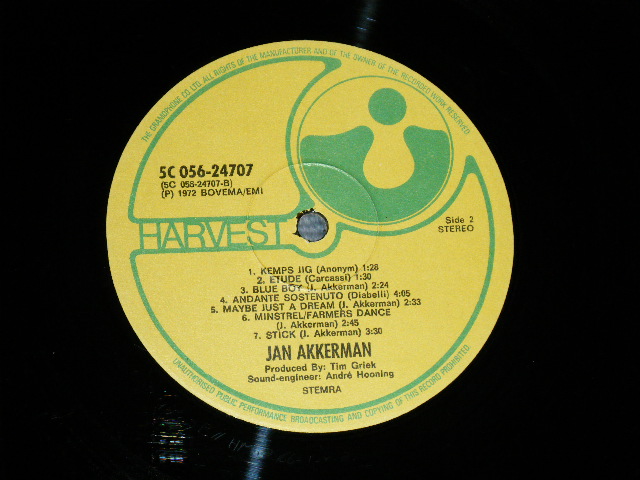 THE GRAMOPHONE CO LTD. ALL RIGHTS OF THE MANUFACTURER AND OF THE OWNER OF THE RECORDED WORK RESERVED.
5C 056-24707
(5C 056-24707-B)
(P) 1972 BOVEMA/EMI
HARVEST
Side 2
STEREO
1. KEMPS JIG (Anonym) 1:28
2. ETUDE (Carcassi) 1:30
3. BLUE BOY (J. Akkerman) 2:24
4. ANDANTE SOSTENUTO (Diabelli) 4:05
5. MAYBE JUST A DREAM (J. Akkerman) 2:33
6. MINSTREL/FARMERS DANCE
(J. Akkerman) 2:45
7. STICK (J. Akkerman) 3:30
JAN AKKERMAN
Produced By: Tim Griek
Sound-engineer: André Hooning
STEMRA
UNAUTHORISED PUBLIC PERFORMANCE BROADCASTING AND COPYING OF THIS RECORD PROHIBITED.